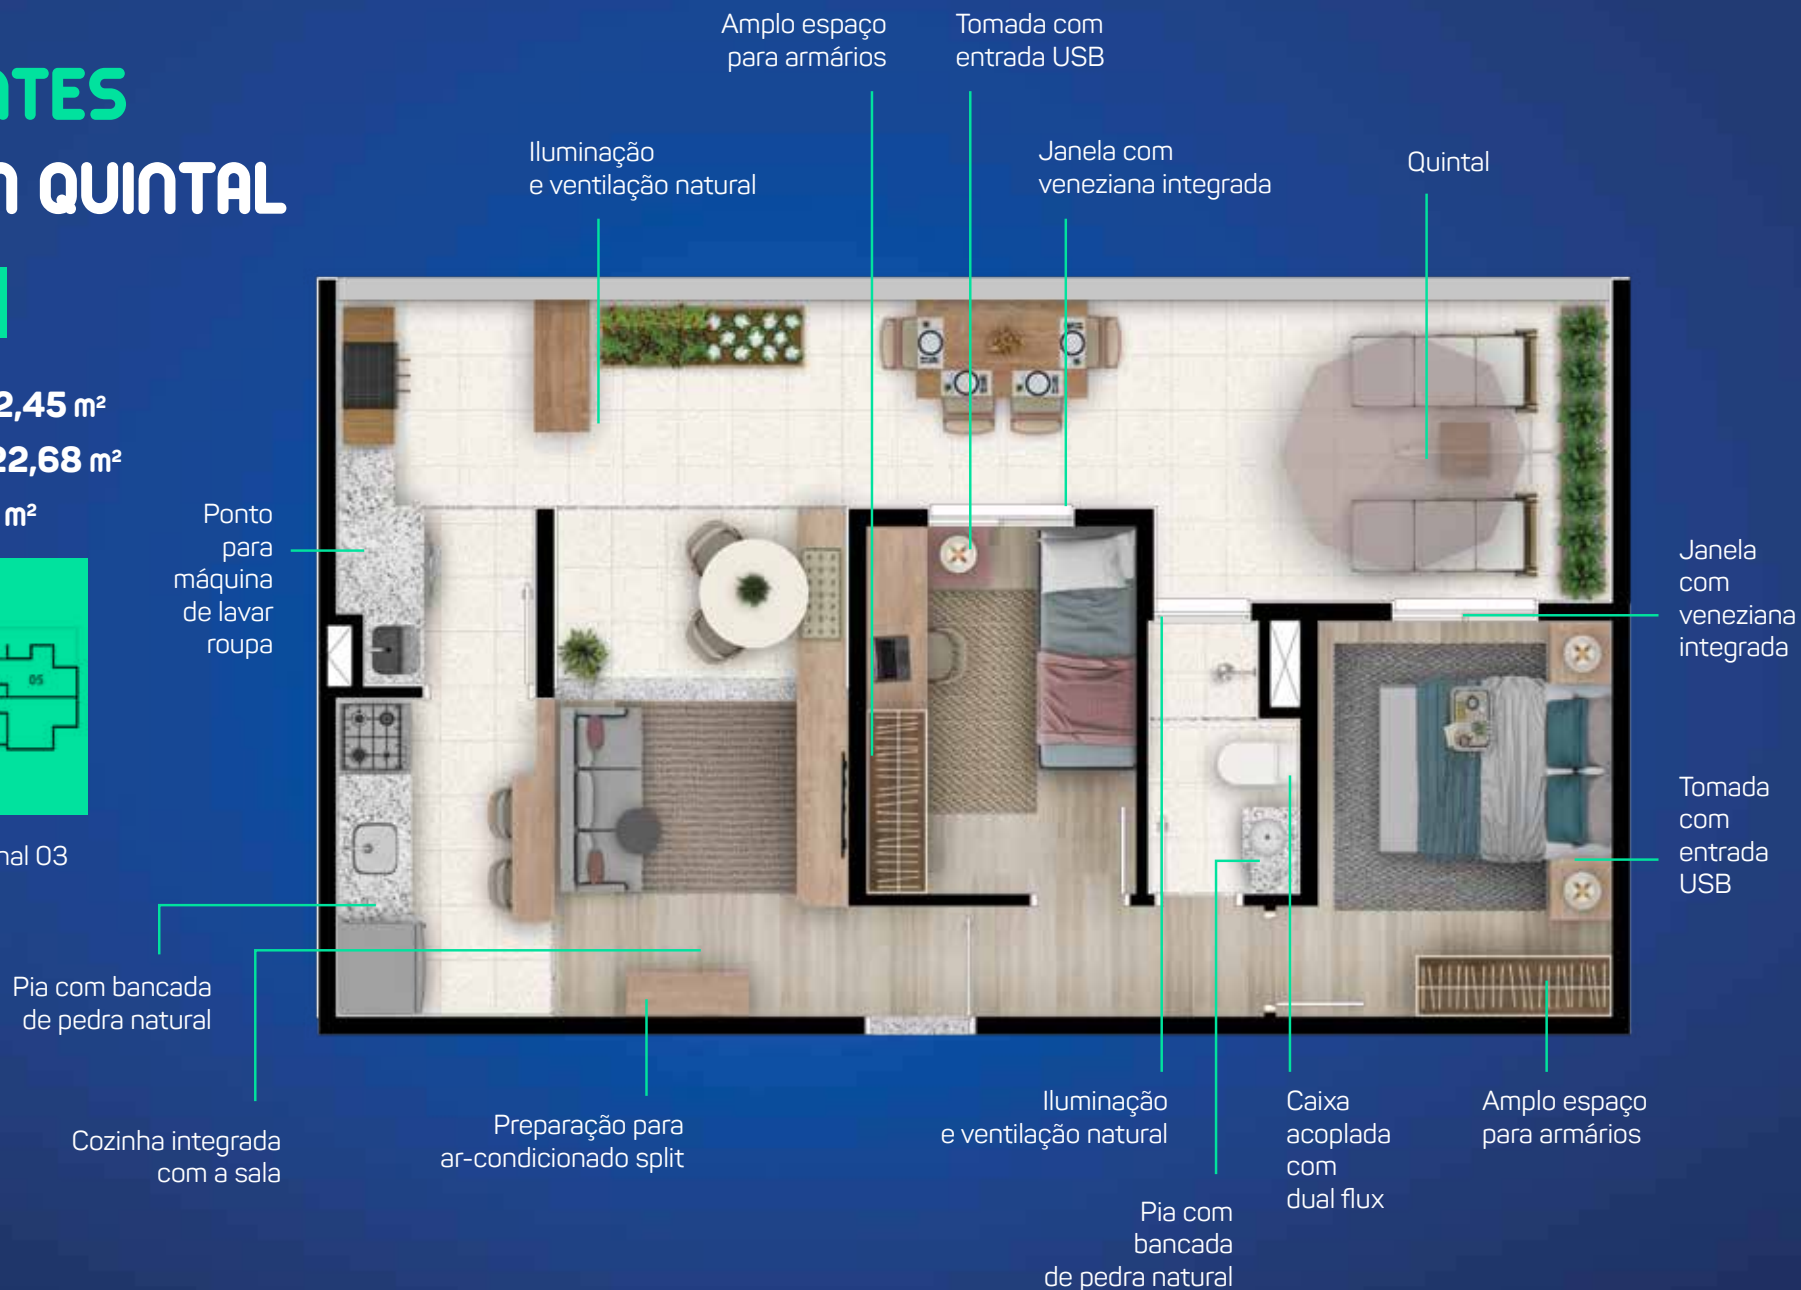 NTES
QUINTAL
2,45 m²
22,68 m²
m²
05
nal 03
Amplo espaço
para armários
Tomada com
entrada USB
Iluminação
e ventilação natural
Janela com
veneziana integrada
Quintal
Ponto
para
máquina
de lavar
roupa
Janela
com
veneziana
integrada
Tomada
com
entrada
USB
Pia com bancada
de pedra natural
Cozinha integrada
com a sala
Preparação para
ar-condicionado split
Iluminação
e ventilação natural
Pia com
bancada
de pedra natural
Caixa
acoplada
com
dual flux
Amplo espaço
para armários